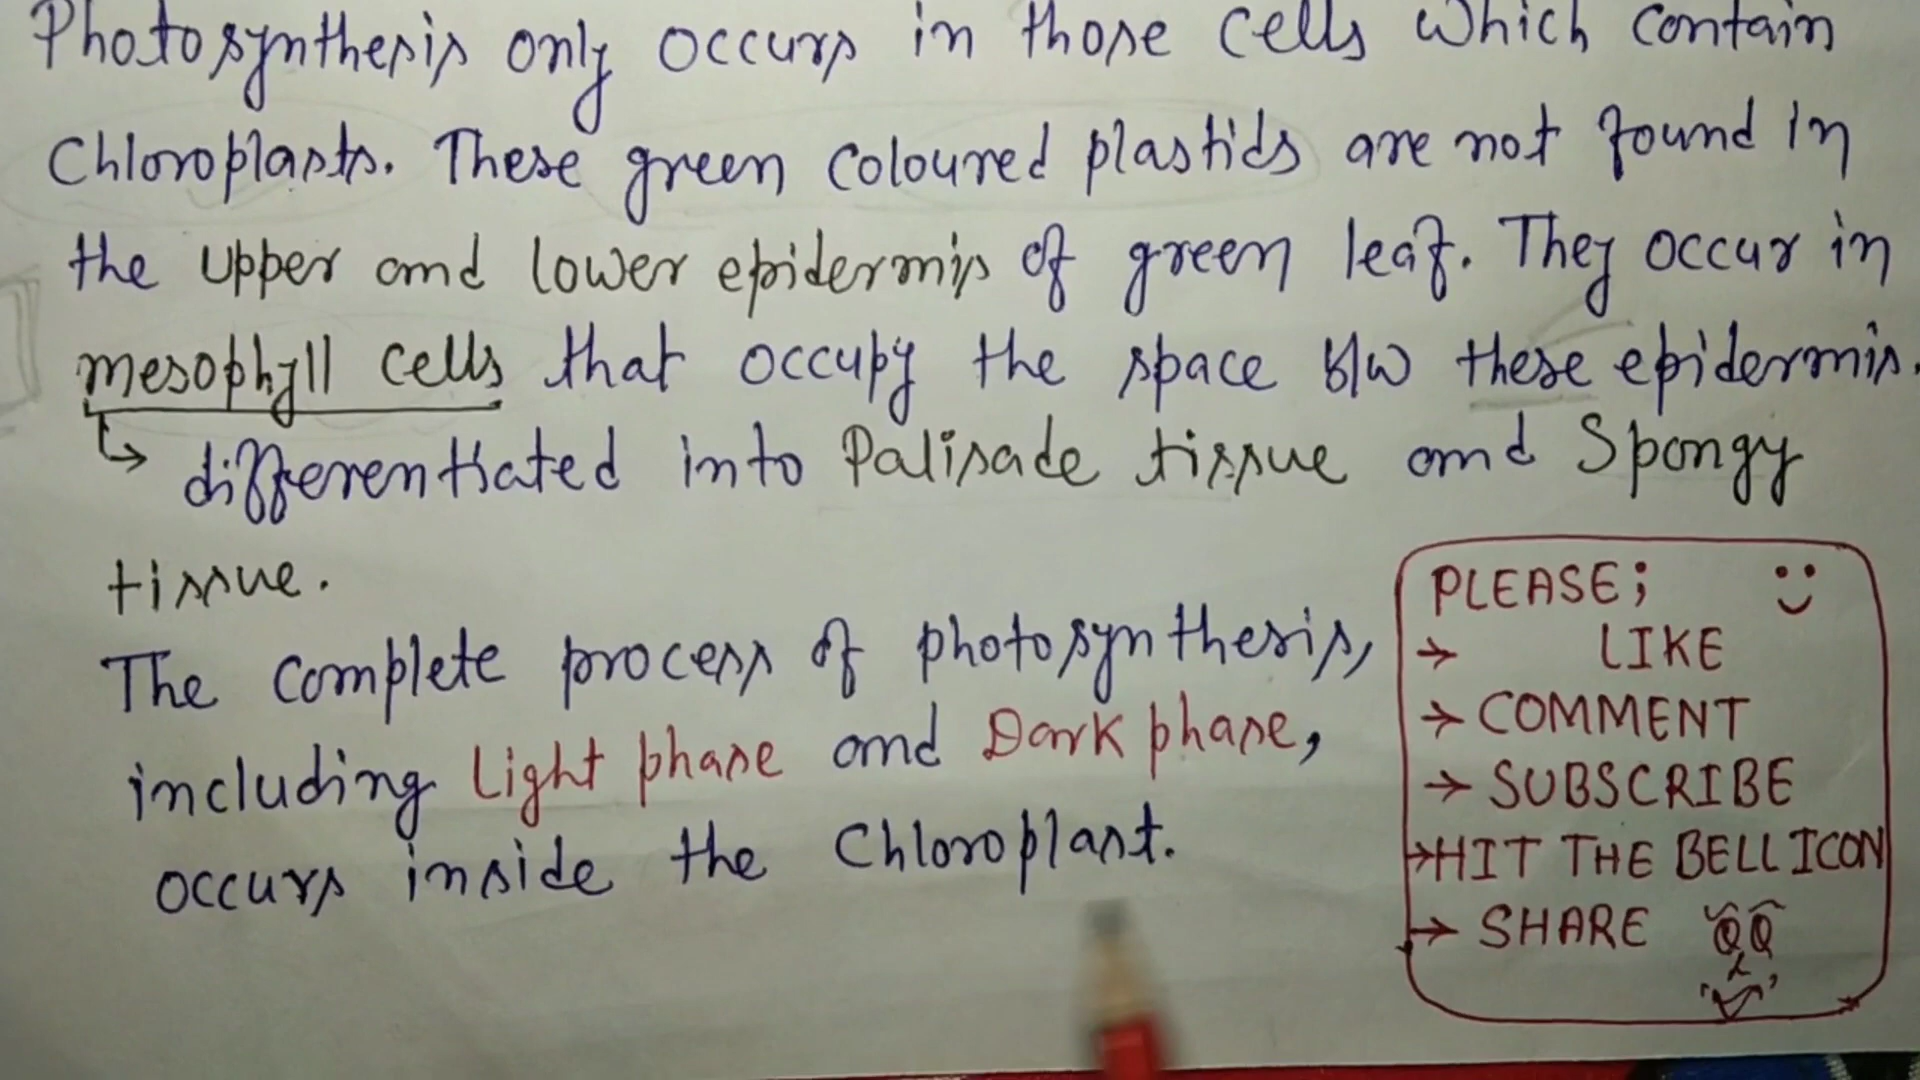 Photosynthesis only occurs in those cells which contain
Chloroplasts. These green coloured plastids are not found in
the upper and lower epidermis of green leaf. They occur in
mesophyll cells that occupy the space b/w these epidermis.
↳ differentiated into Palisade tissue and Spongy
tissue.
The complete process of photosynthesis,
including Light phase and Dark phase,
occurs inside the Chloroplast.
PLEASE;
→ LIKE
→ COMMENT
→ SUBSCRIBE
→ HIT THE BELL ICON
→ SHARE